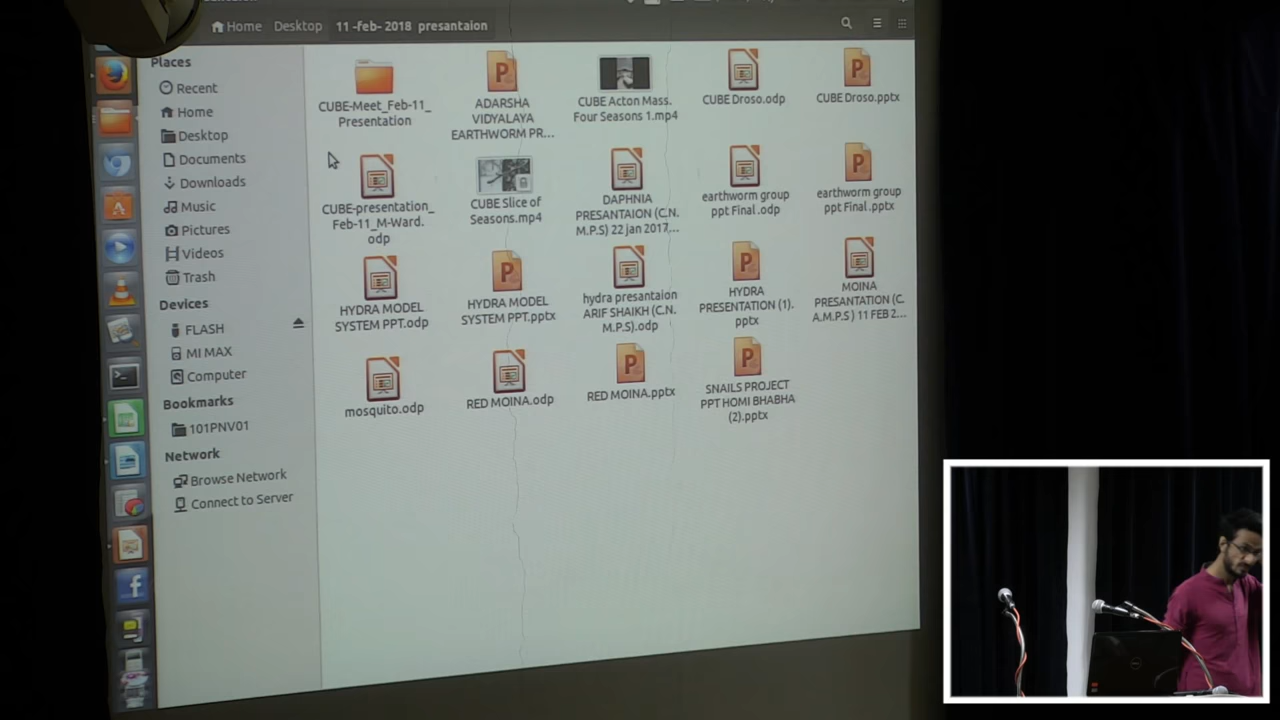 Home Desktop 11 -feb- 2018 presantaion
Places
Recent
Home
Desktop
Documents
Downloads
Music
Pictures
Videos
Trash
Devices
FLASH
MI MAX
Computer
Bookmarks
101PNV01
Network
Browse Network
Connect to Server
CUBE-Meet_Feb-11_
Presentation
ADARSHA
VIDYALAYA
EARTHWORM PR...
CUBE Acton Mass.
Four Seasons 1.mp4
CUBE Droso.odp
CUBE Droso.pptx
CUBE-presentation_
Feb-11_M-Ward.
odp
CUBE Slice of
Seasons.mp4
DAPHNIA
PRESANTAION (C.N.
M.P.S) 22 jan 2017,...
earthworm group
ppt Final .odp
earthworm group
ppt Final .pptx
HYDRA MODEL
SYSTEM PPT.odp
HYDRA MODEL
SYSTEM PPT.pptx
hydra presantaion
ARIF SHAIKH (C.N.
M.P.S).odp
HYDRA
PRESENTATION (1).
pptx
MOINA
PRESANTATION (C.
A.M.P.S ) 11 FEB 2...
mosquito.odp
RED MOINA.odp
RED MOINA.pptx
SNAILS PROJECT
PPT HOMI BHABHA
(2).pptx